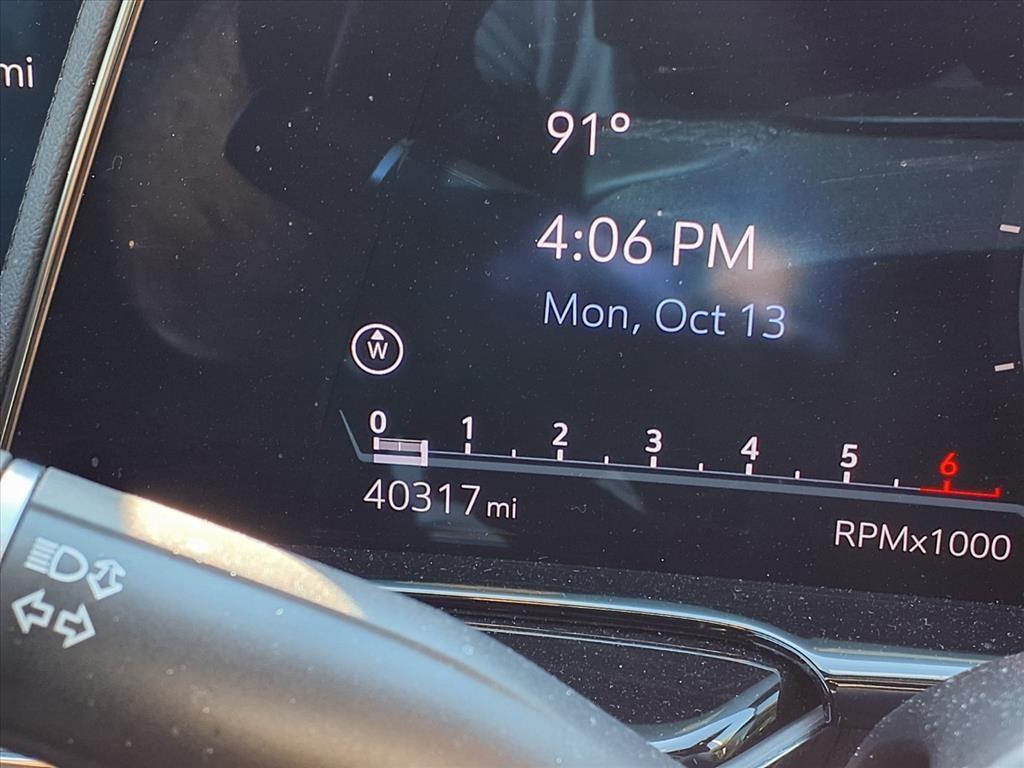 mi
91°
4:06 PM
Mon, Oct 13
W
0 1 2 3 4 5 6
40317 mi
RPMx1000